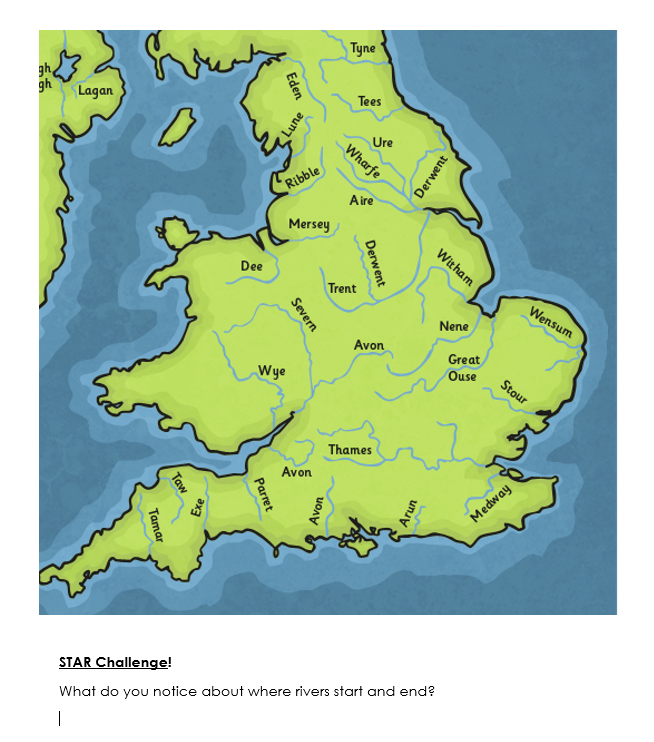 Tyne
gh
gh
Lagan
Eden
Tees
Lune
Ure
Wharfe
Derwent
Ribble
Aire
Mersey
Derwent
Witham
Dee
Trent
Severn
Nene
Wensum
Avon
Great
Ouse
Wye
Stour
Thames
Avon
Taw
Exe
Parret
Avon
Arun
Medway
Tamar
STAR Challenge!
What do you notice about where rivers start and end?